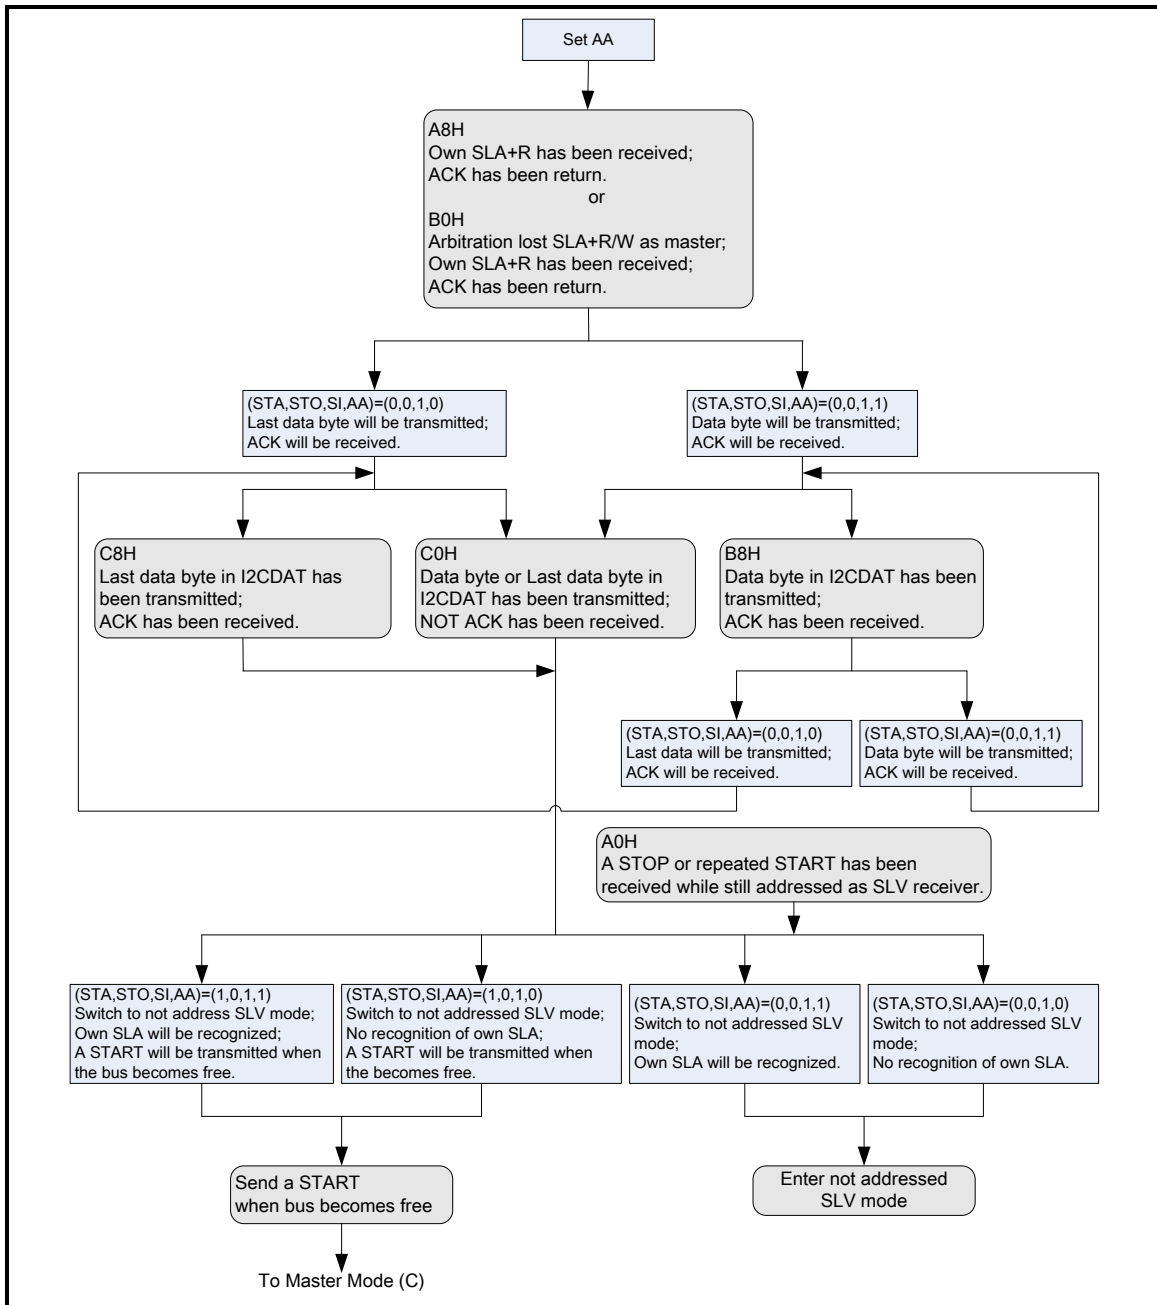 Set AA
A8H
Own SLA+R has been received;
ACK has been return.
or
B0H
Arbitration lost SLA+R/W as master;
Own SLA+R has been received;
ACK has been return.
(STA,STO,SI,AA)=(0,0,1,0)
Last data byte will be transmitted;
ACK will be received.
(STA,STO,SI,AA)=(0,0,1,1)
Data byte will be transmitted;
ACK will be received.
C8H
Last data byte in I2CDAT has
been transmitted;
ACK has been received.
C0H
Data byte or Last data byte in
I2CDAT has been transmitted;
NOT ACK has been received.
B8H
Data byte in I2CDAT has been
transmitted;
ACK has been received.
(STA,STO,SI,AA)=(0,0,1,0)
Last data will be transmitted;
ACK will be received.
(STA,STO,SI,AA)=(0,0,1,1)
Data byte will be transmitted;
ACK will be received.
A0H
A STOP or repeated START has been
received while still addressed as SLV receiver.
(STA,STO,SI,AA)=(1,0,1,1)
Switch to not address SLV mode;
Own SLA will be recognized;
A START will be transmitted when
the bus becomes free.
(STA,STO,SI,AA)=(1,0,1,0)
Switch to not addressed SLV mode;
No recognition of own SLA;
A START will be transmitted when
the becomes free.
(STA,STO,SI,AA)=(0,0,1,1)
Switch to not addressed SLV
mode;
Own SLA will be recognized.
(STA,STO,SI,AA)=(0,0,1,0)
Switch to not addressed SLV
mode;
No recognition of own SLA.
Send a START
when bus becomes free
Enter not addressed
SLV mode
To Master Mode (C)